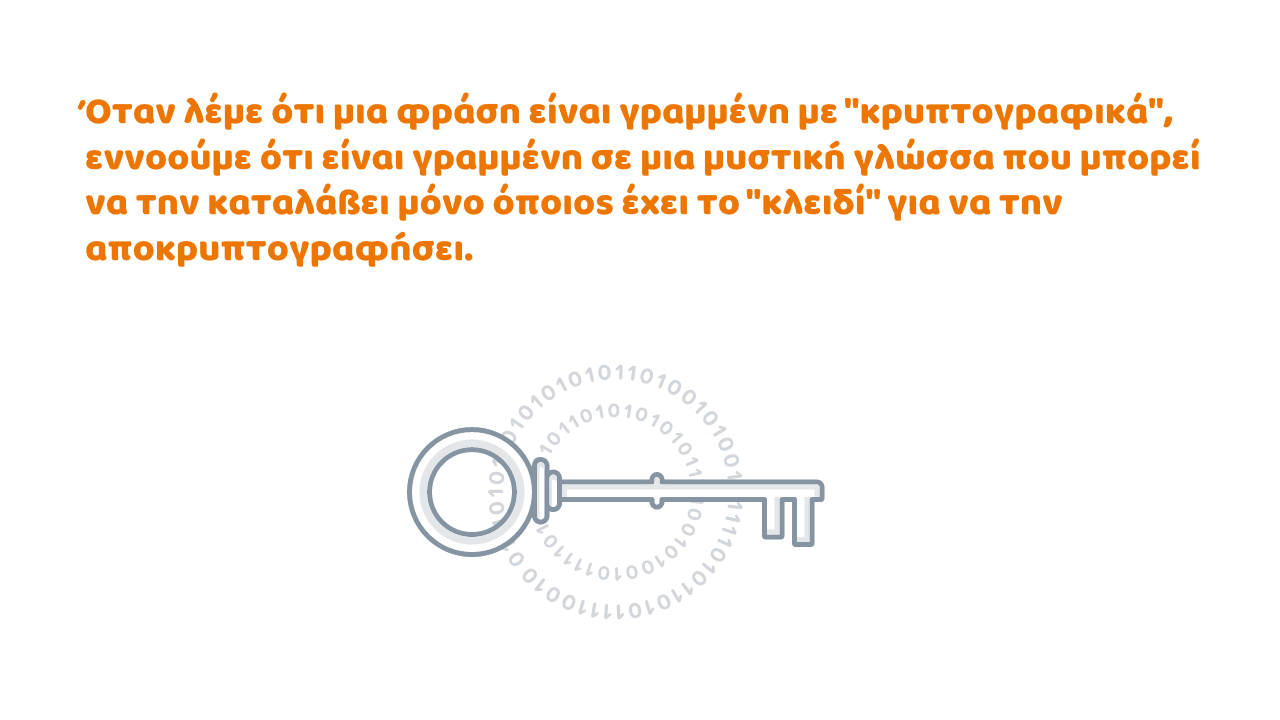 Όταν λέμε ότι μια φράση είναι γραμμένη με "κρυπτογραφικά",
εννοούμε ότι είναι γραμμένη σε μια μυστική γλώσσα που μπορεί
να την καταλάβει μόνο όποιος έχει το "κλειδί" για να την
αποκρυπτογραφήσει.